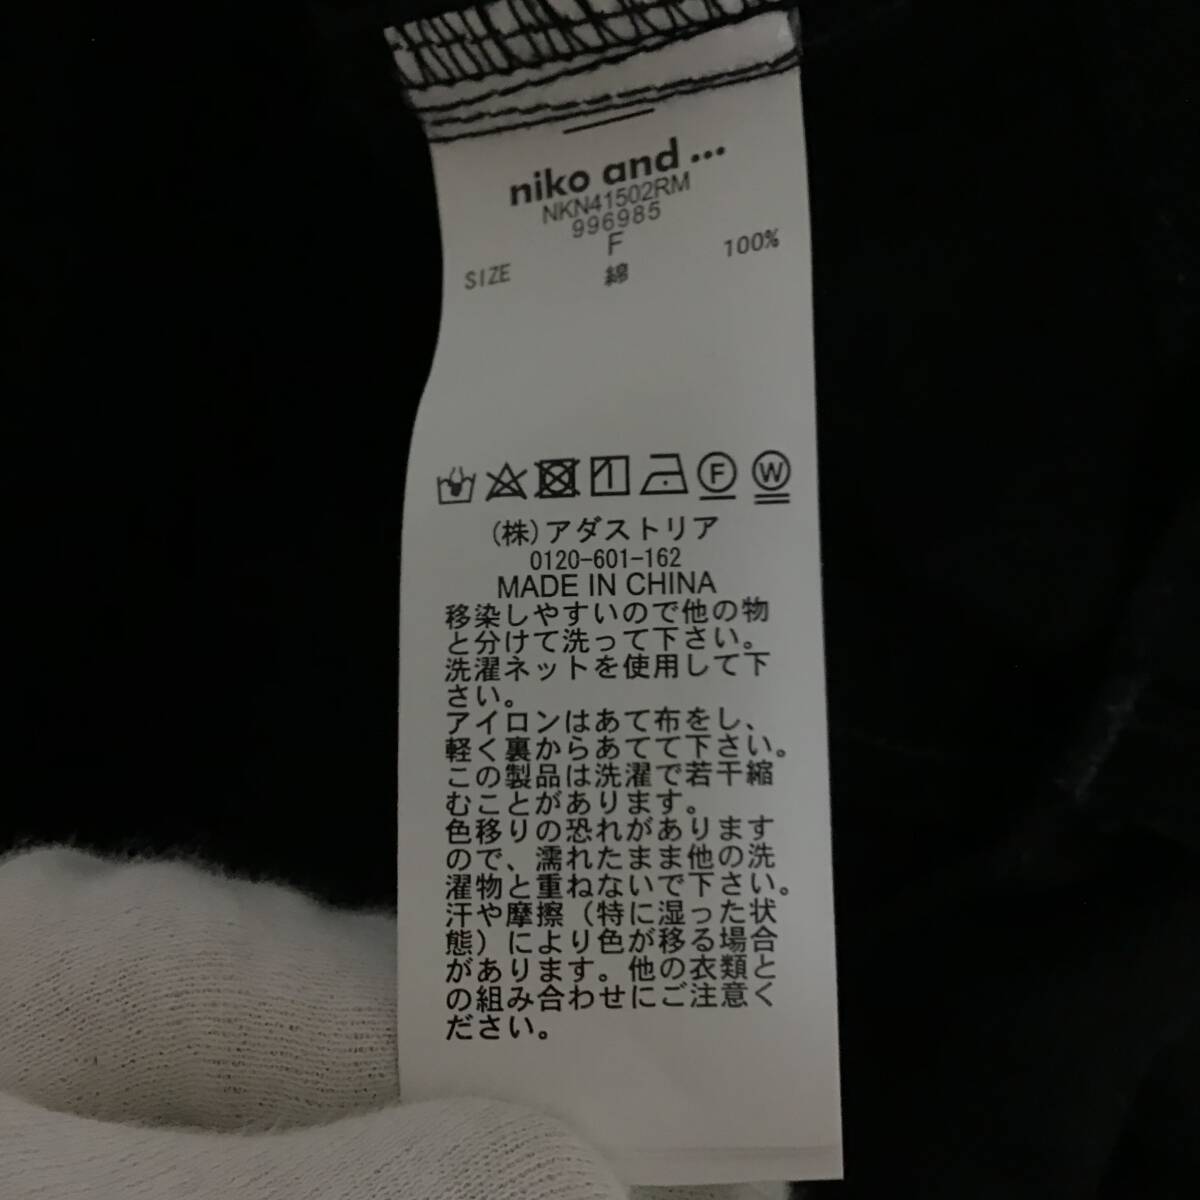 niko and ...
NKN41502RM
996985
SIZE F
綿 100%
F W
(株)アダストリア
0120-601-162
MADE IN CHINA
移染しやすいので他の物
と分けて洗って下さい。
洗濯ネットを使用して下
さい。
アイロンはあて布をし、
軽く裏からあてて下さい。
この製品は洗濯で若干縮
むことがあります。
色移りの恐れがあります
ので、濡れたまま他の洗
濯物と重ねないで下さい。
汗や摩擦（特に湿った状
態）により色が移る場合
があります。他の衣類と
の組み合わせにご注意く
ださい。